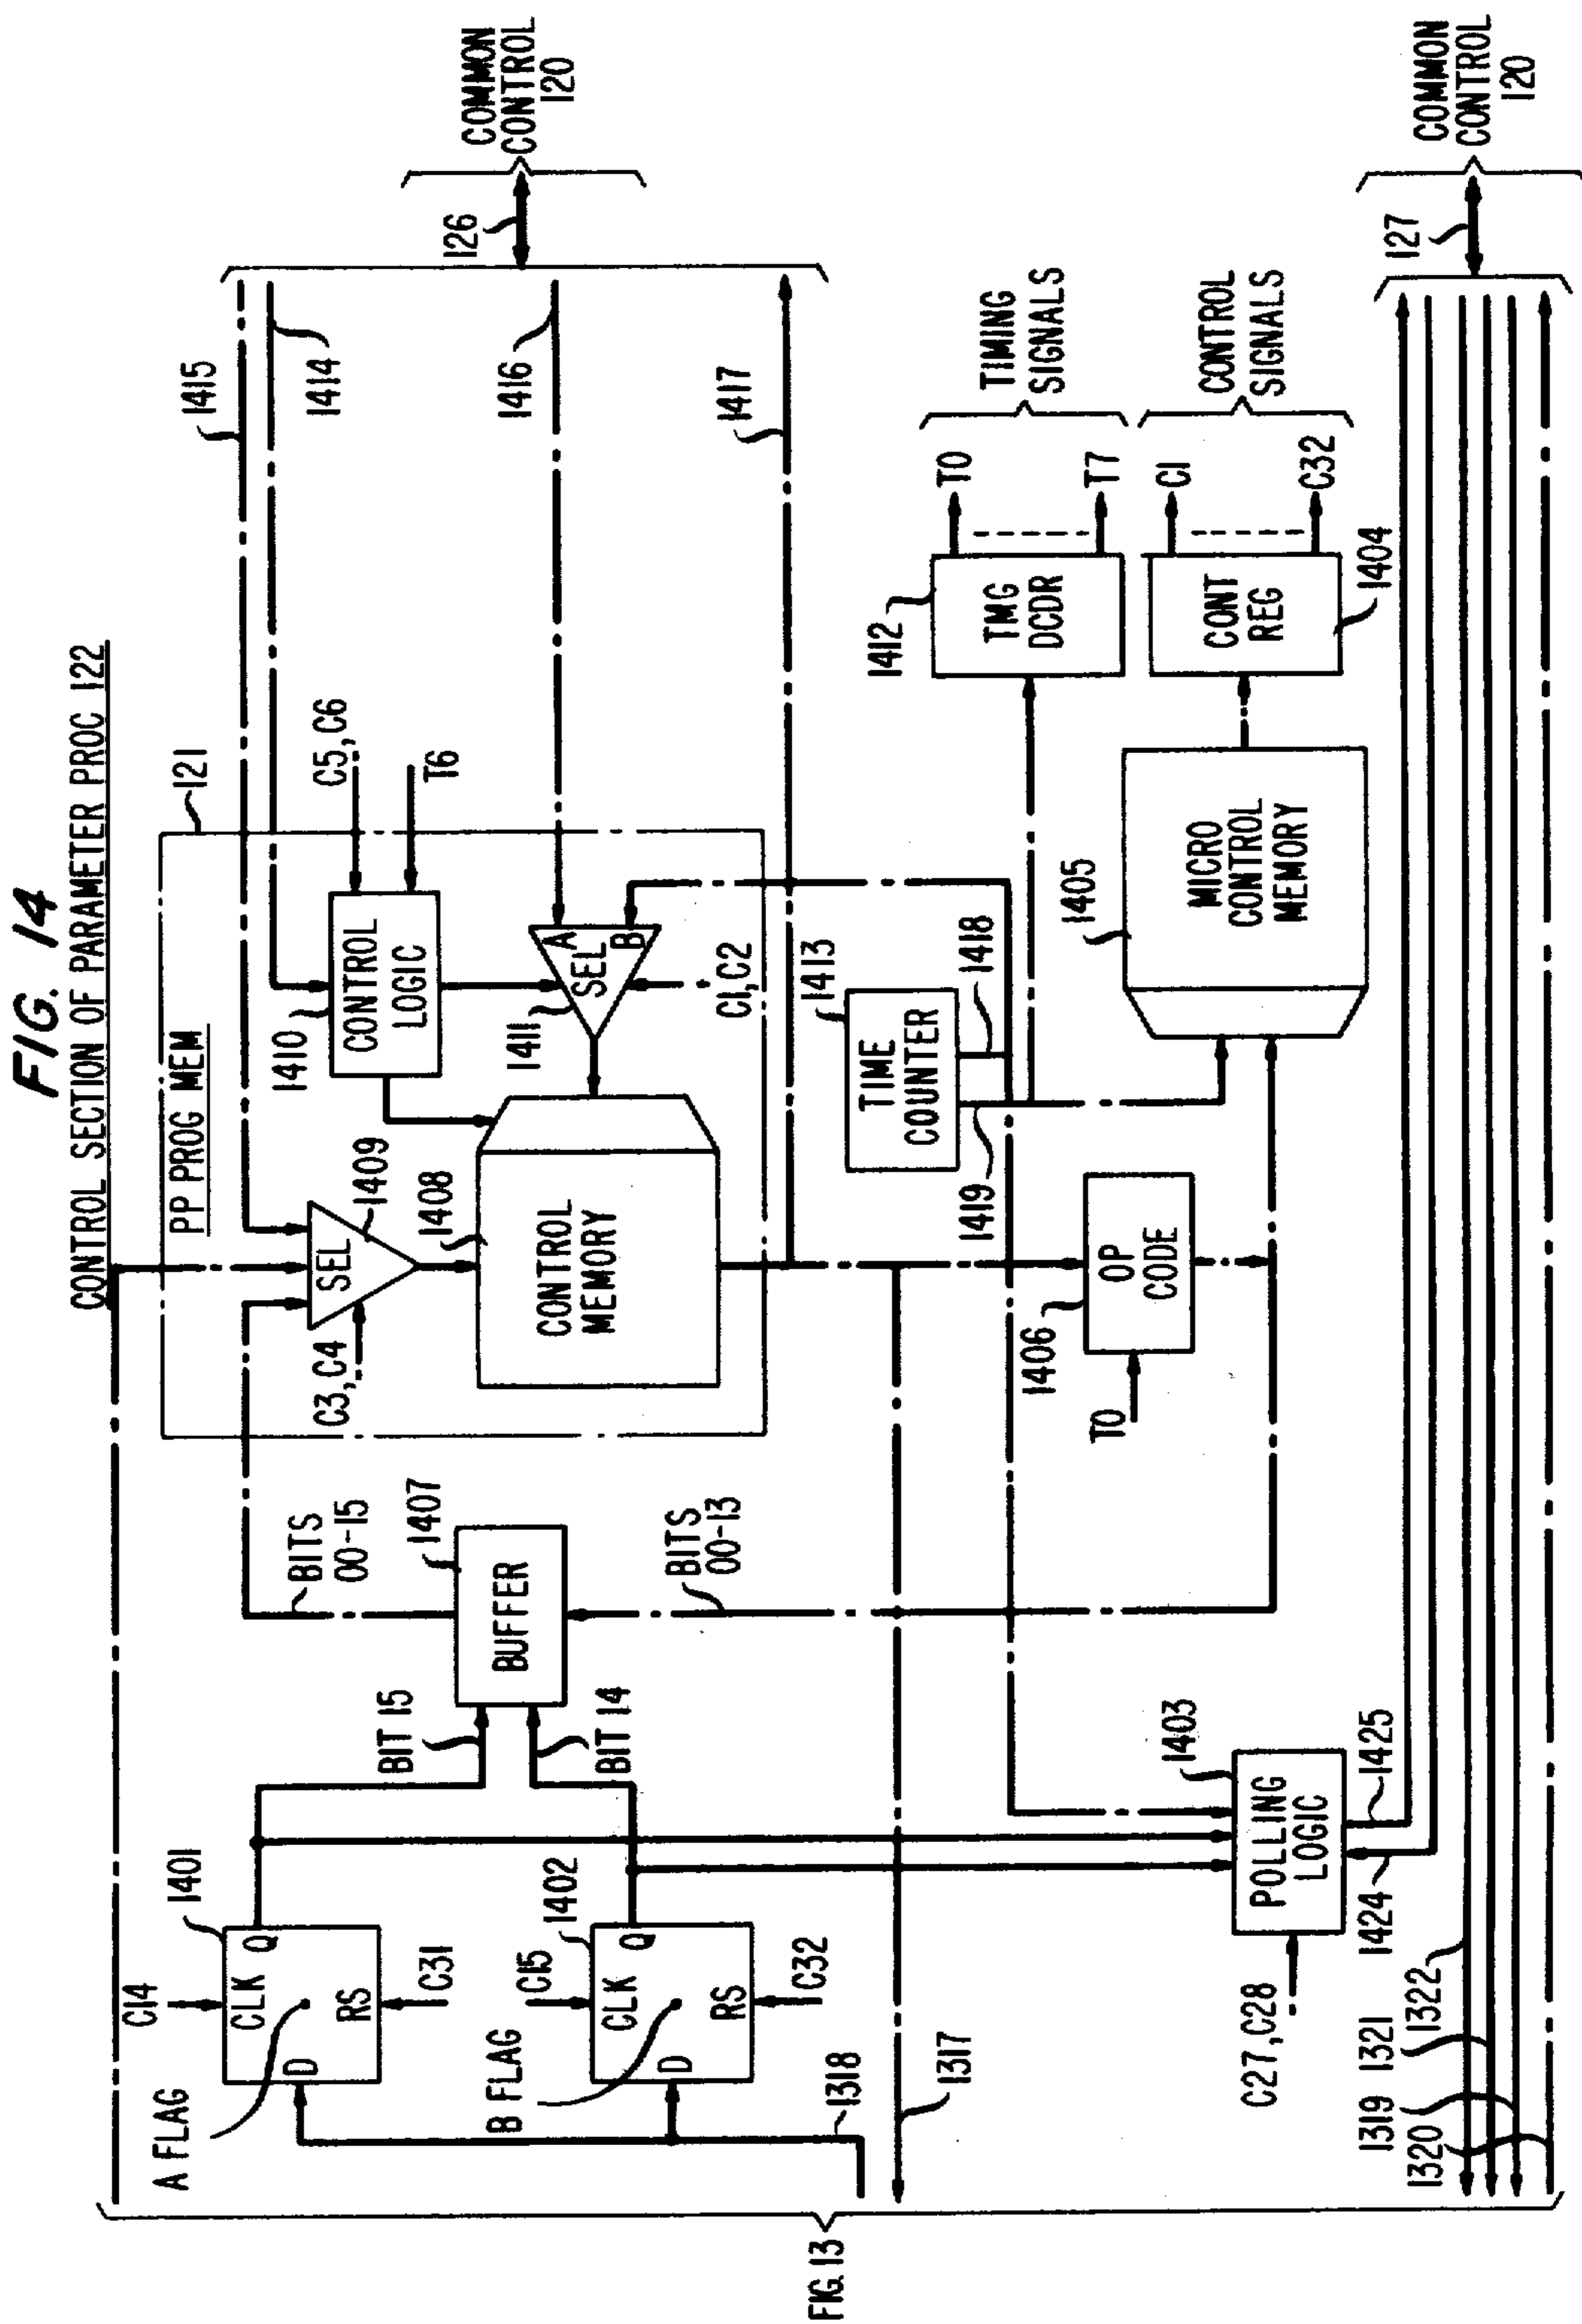 FIG. 14
CONTROL SECTION OF PARAMETER PROC 122
A FLAG
C14
CLK
D
Q
RS
1401
C31
B FLAG
C15
CLK
D
Q
RS
1402
C32
1318
1317
BIT 15
BIT 14
BUFFER
1407
BITS
00-15
BITS
00-13
PP PROG MEM
121
SEL
1409
C3,C4
1408
CONTROL
MEMORY
1410
CONTROL
LOGIC
C5,C6
T6
1411
A
SEL
B
C1,C2
1415
1414
1416
1417
126
COMMON
CONTROL
120
1413
TIME
COUNTER
1418
1419
1406
OP
CODE
T0
1405
MICRO
CONTROL
MEMORY
1412
TMG
DCDR
T0
T7
TIMING
SIGNALS
CONT
REG
1404
C1
C32
CONTROL
SIGNALS
1403
POLLING
LOGIC
C27,C28
1424
1425
1322
1321
1319
1320
127
COMMON
CONTROL
120
FIG.13